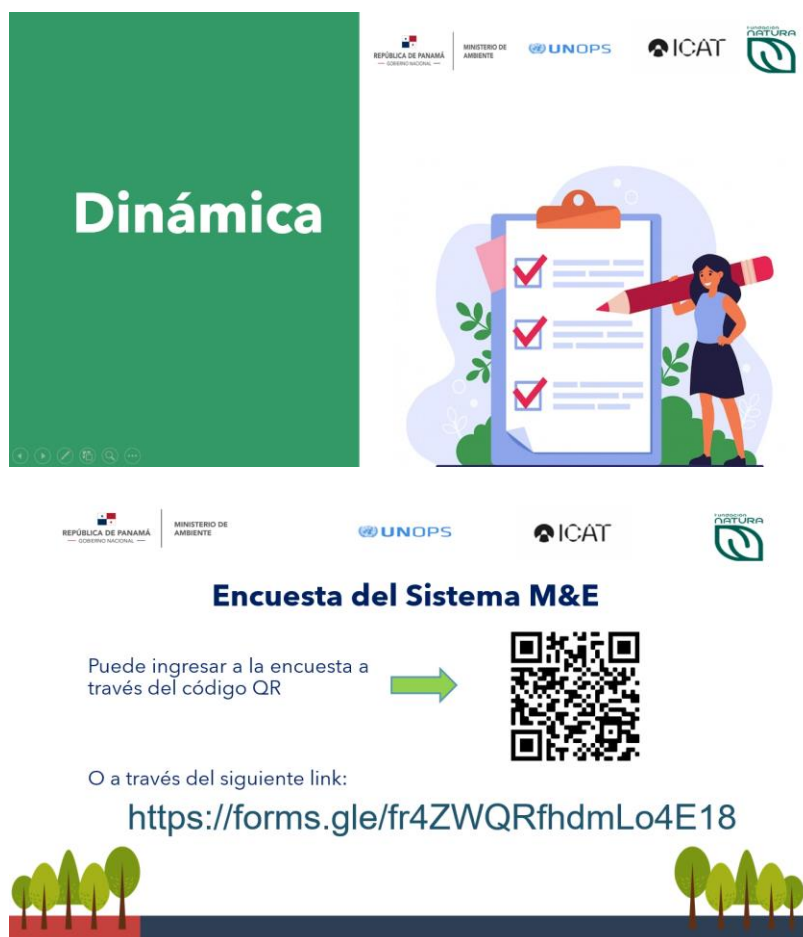 REPÚBLICA DE PANAMÁ
— GOBIERNO NACIONAL —
MINISTERIO DE
AMBIENTE
UNOPS
ICAT
FUNDACIÓN
NATURA
Dinámica
REPÚBLICA DE PANAMÁ
— GOBIERNO NACIONAL —
MINISTERIO DE
AMBIENTE
UNOPS
ICAT
FUNDACIÓN
NATURA
Encuesta del Sistema M&E
Puede ingresar a la encuesta a
través del código QR
O a través del siguiente link:
https://forms.gle/fr4ZWQRfhdmLo4E18